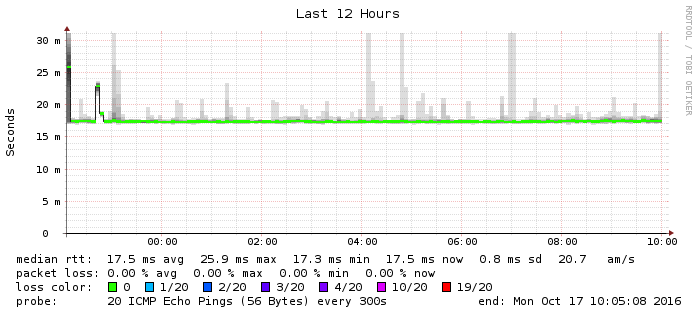 Last 12 Hours
RRDTOOL / TOBI OETIKER
Seconds
30 m
25 m
20 m
15 m
10 m
5 m
0
00:00 02:00 04:00 06:00 08:00 10:00
median rtt: 17.5 ms avg 25.9 ms max 17.3 ms min 17.5 ms now 0.8 ms sd 20.7 am/s
packet loss: 0.00 % avg 0.00 % max 0.00 % min 0.00 % now
loss color: 0 1/20 2/20 3/20 4/20 10/20 19/20
probe: 20 ICMP Echo Pings (56 Bytes) every 300s end: Mon Oct 17 10:05:08 2016